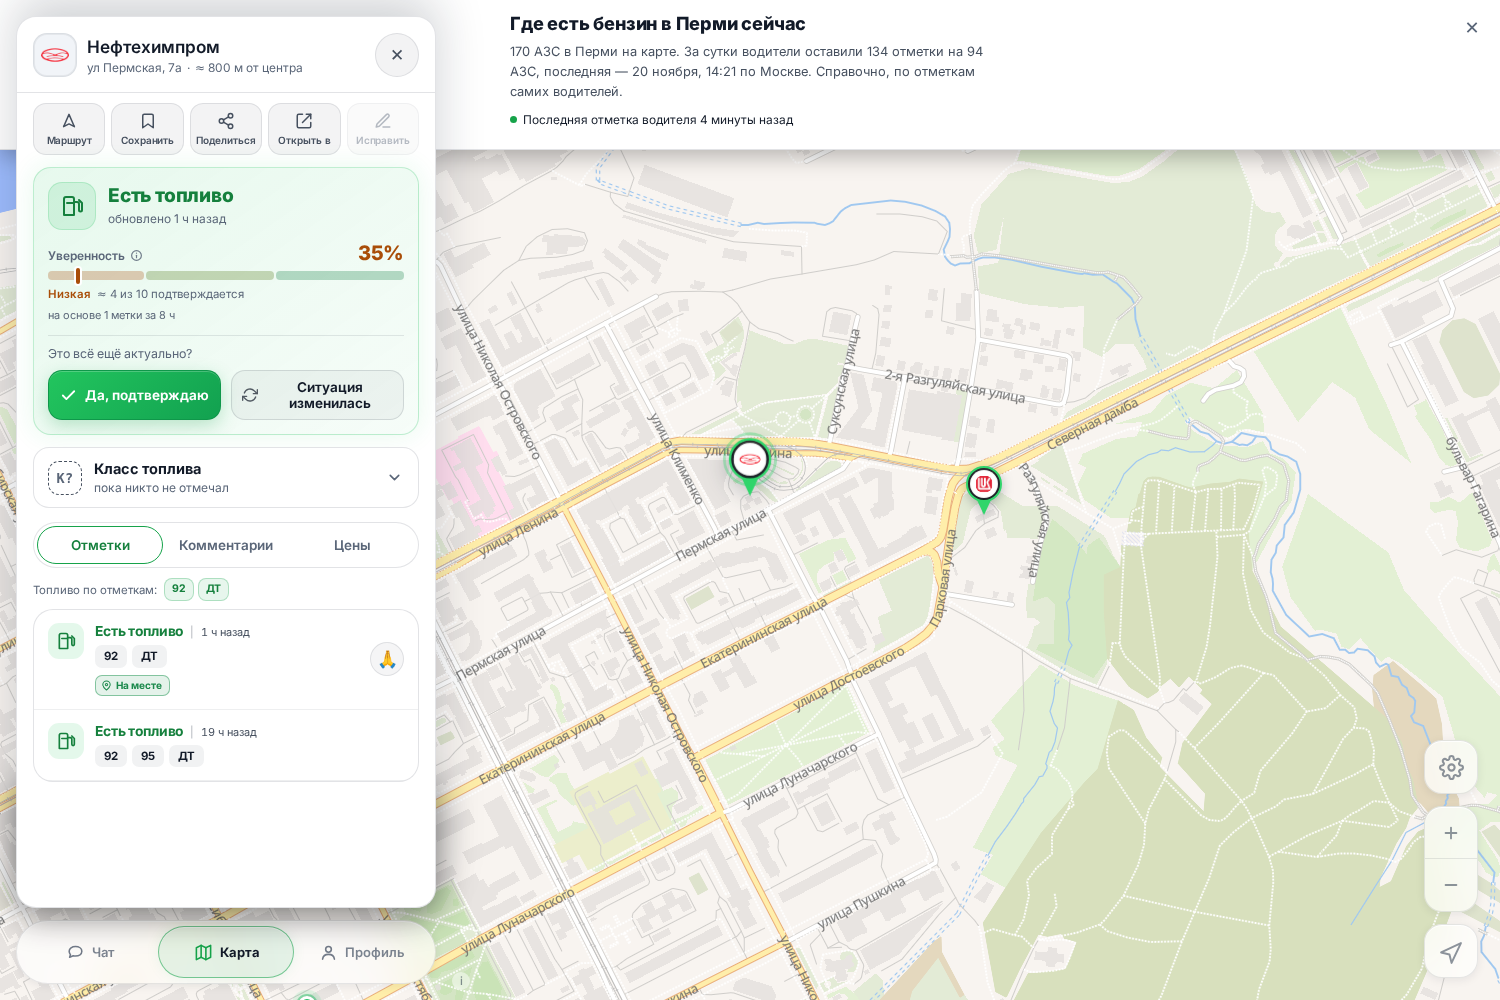 Нефтехимпром
ул Пермская, 7а · ≈ 800 м от центра
Маршрут
Сохранить
Поделиться
Открыть в
Исправить
Есть топливо
обновлено 1 ч назад
Уверенность
35%
Низкая ≈ 4 из 10 подтверждается
на основе 1 метки за 8 ч
Это всё ещё актуально?
Да, подтверждаю
Ситуация
изменилась
K?
Класс топлива
пока никто не отмечал
Отметки
Комментарии
Цены
Топливо по отметкам: 92 ДТ
Есть топливо | 1 ч назад
92 ДТ
На месте
Есть топливо | 19 ч назад
92 95 ДТ
Чат
Карта
Профиль
Где есть бензин в Перми сейчас
170 АЗС в Перми на карте. За сутки водители оставили 134 отметки на 94
АЗС, последняя — 20 ноября, 14:21 по Москве. Справочно, по отметкам
самих водителей.
Последняя отметка водителя 4 минуты назад
улица Николая Островского
улица Клименко
Суксунская улица
2-я Разгуляйская улица
Северная дамба
бульвар Гагарина
Разгуляйская улица
LUK
улица Ленина
Пермская улица
Парковая улица
Екатерининская улица
Пермская улица
улица Николая Островского
улица Достоевского
Екатерининская улица
улица Луначарского
улица Луначарского
улица Пушкина
улица Николая Островского